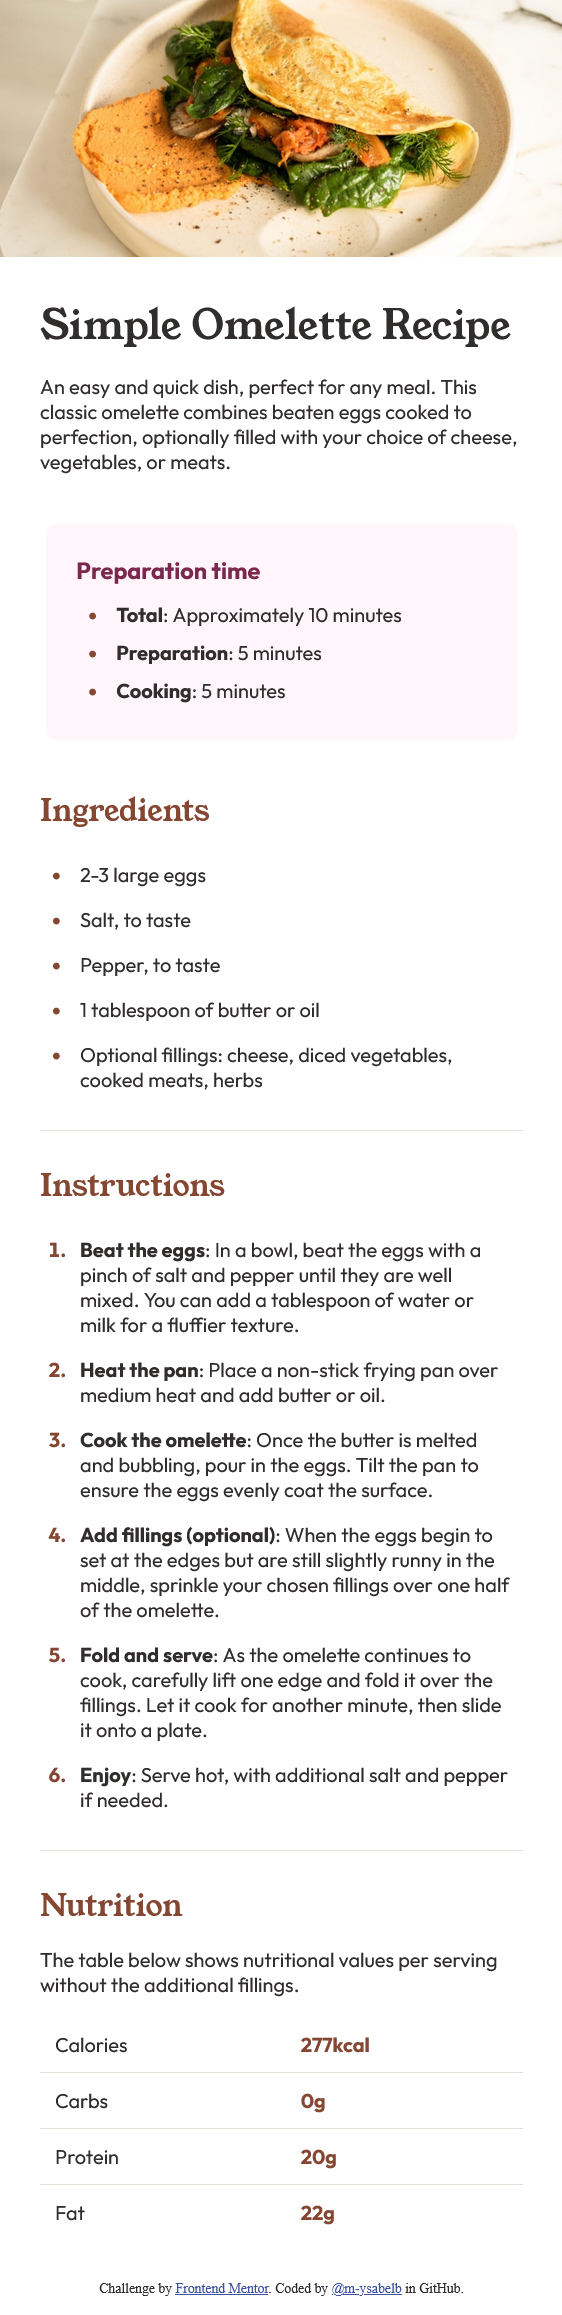 Simple Omelette Recipe
An easy and quick dish, perfect for any meal. This
classic omelette combines beaten eggs cooked to
perfection, optionally filled with your choice of cheese,
vegetables, or meats.
Preparation time
• Total: Approximately 10 minutes
• Preparation: 5 minutes
• Cooking: 5 minutes
Ingredients
• 2-3 large eggs
• Salt, to taste
• Pepper, to taste
• 1 tablespoon of butter or oil
• Optional fillings: cheese, diced vegetables,
cooked meats, herbs
Instructions
1. Beat the eggs: In a bowl, beat the eggs with a
pinch of salt and pepper until they are well
mixed. You can add a tablespoon of water or
milk for a fluffier texture.
2. Heat the pan: Place a non-stick frying pan over
medium heat and add butter or oil.
3. Cook the omelette: Once the butter is melted
and bubbling, pour in the eggs. Tilt the pan to
ensure the eggs evenly coat the surface.
4. Add fillings (optional): When the eggs begin to
set at the edges but are still slightly runny in the
middle, sprinkle your chosen fillings over one half
of the omelette.
5. Fold and serve: As the omelette continues to
cook, carefully lift one edge and fold it over the
fillings. Let it cook for another minute, then slide
it onto a plate.
6. Enjoy: Serve hot, with additional salt and pepper
if needed.
Nutrition
The table below shows nutritional values per serving
without the additional fillings.
Calories 277kcal
Carbs 0g
Protein 20g
Fat 22g
Challenge by Frontend Mentor. Coded by @m-ysabelb in GitHub.